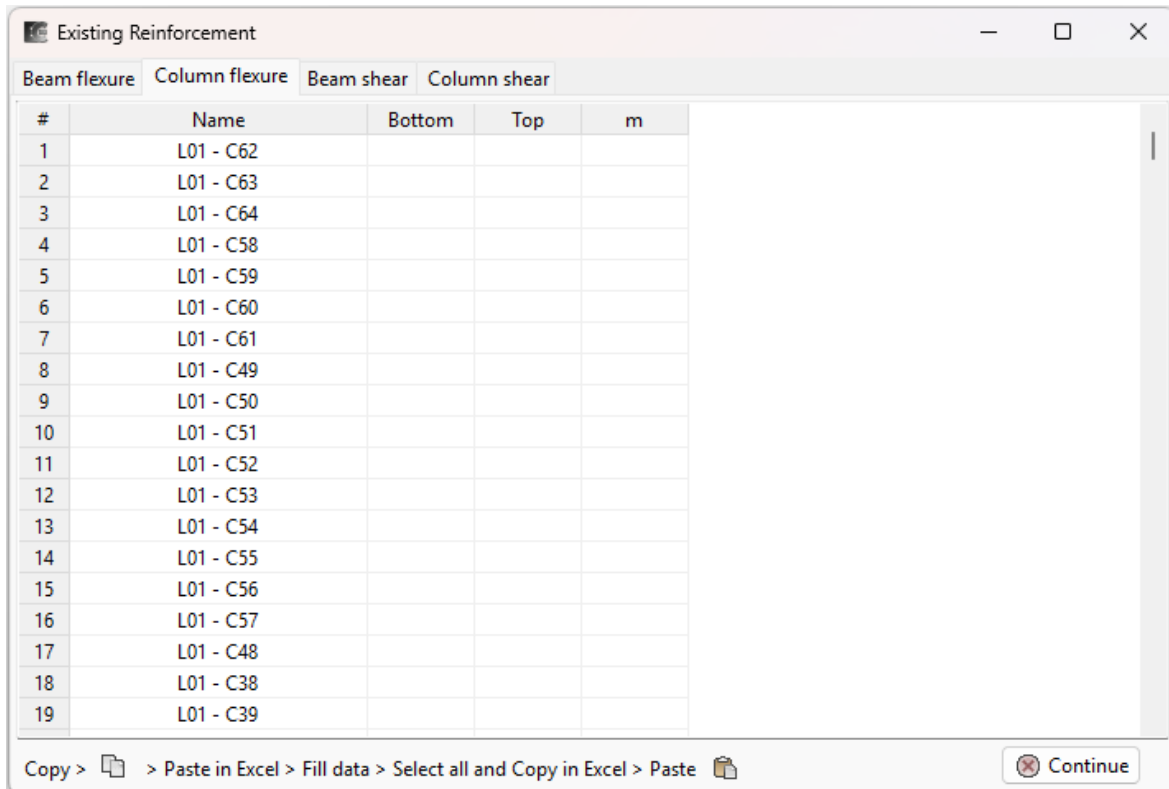 Existing Reinforcement
Beam flexure Column flexure Beam shear Column shear
# Name Bottom Top m
1 L01 - C62
2 L01 - C63
3 L01 - C64
4 L01 - C58
5 L01 - C59
6 L01 - C60
7 L01 - C61
8 L01 - C49
9 L01 - C50
10 L01 - C51
11 L01 - C52
12 L01 - C53
13 L01 - C54
14 L01 - C55
15 L01 - C56
16 L01 - C57
17 L01 - C48
18 L01 - C38
19 L01 - C39
Copy > > Paste in Excel > Fill data > Select all and Copy in Excel > Paste Continue